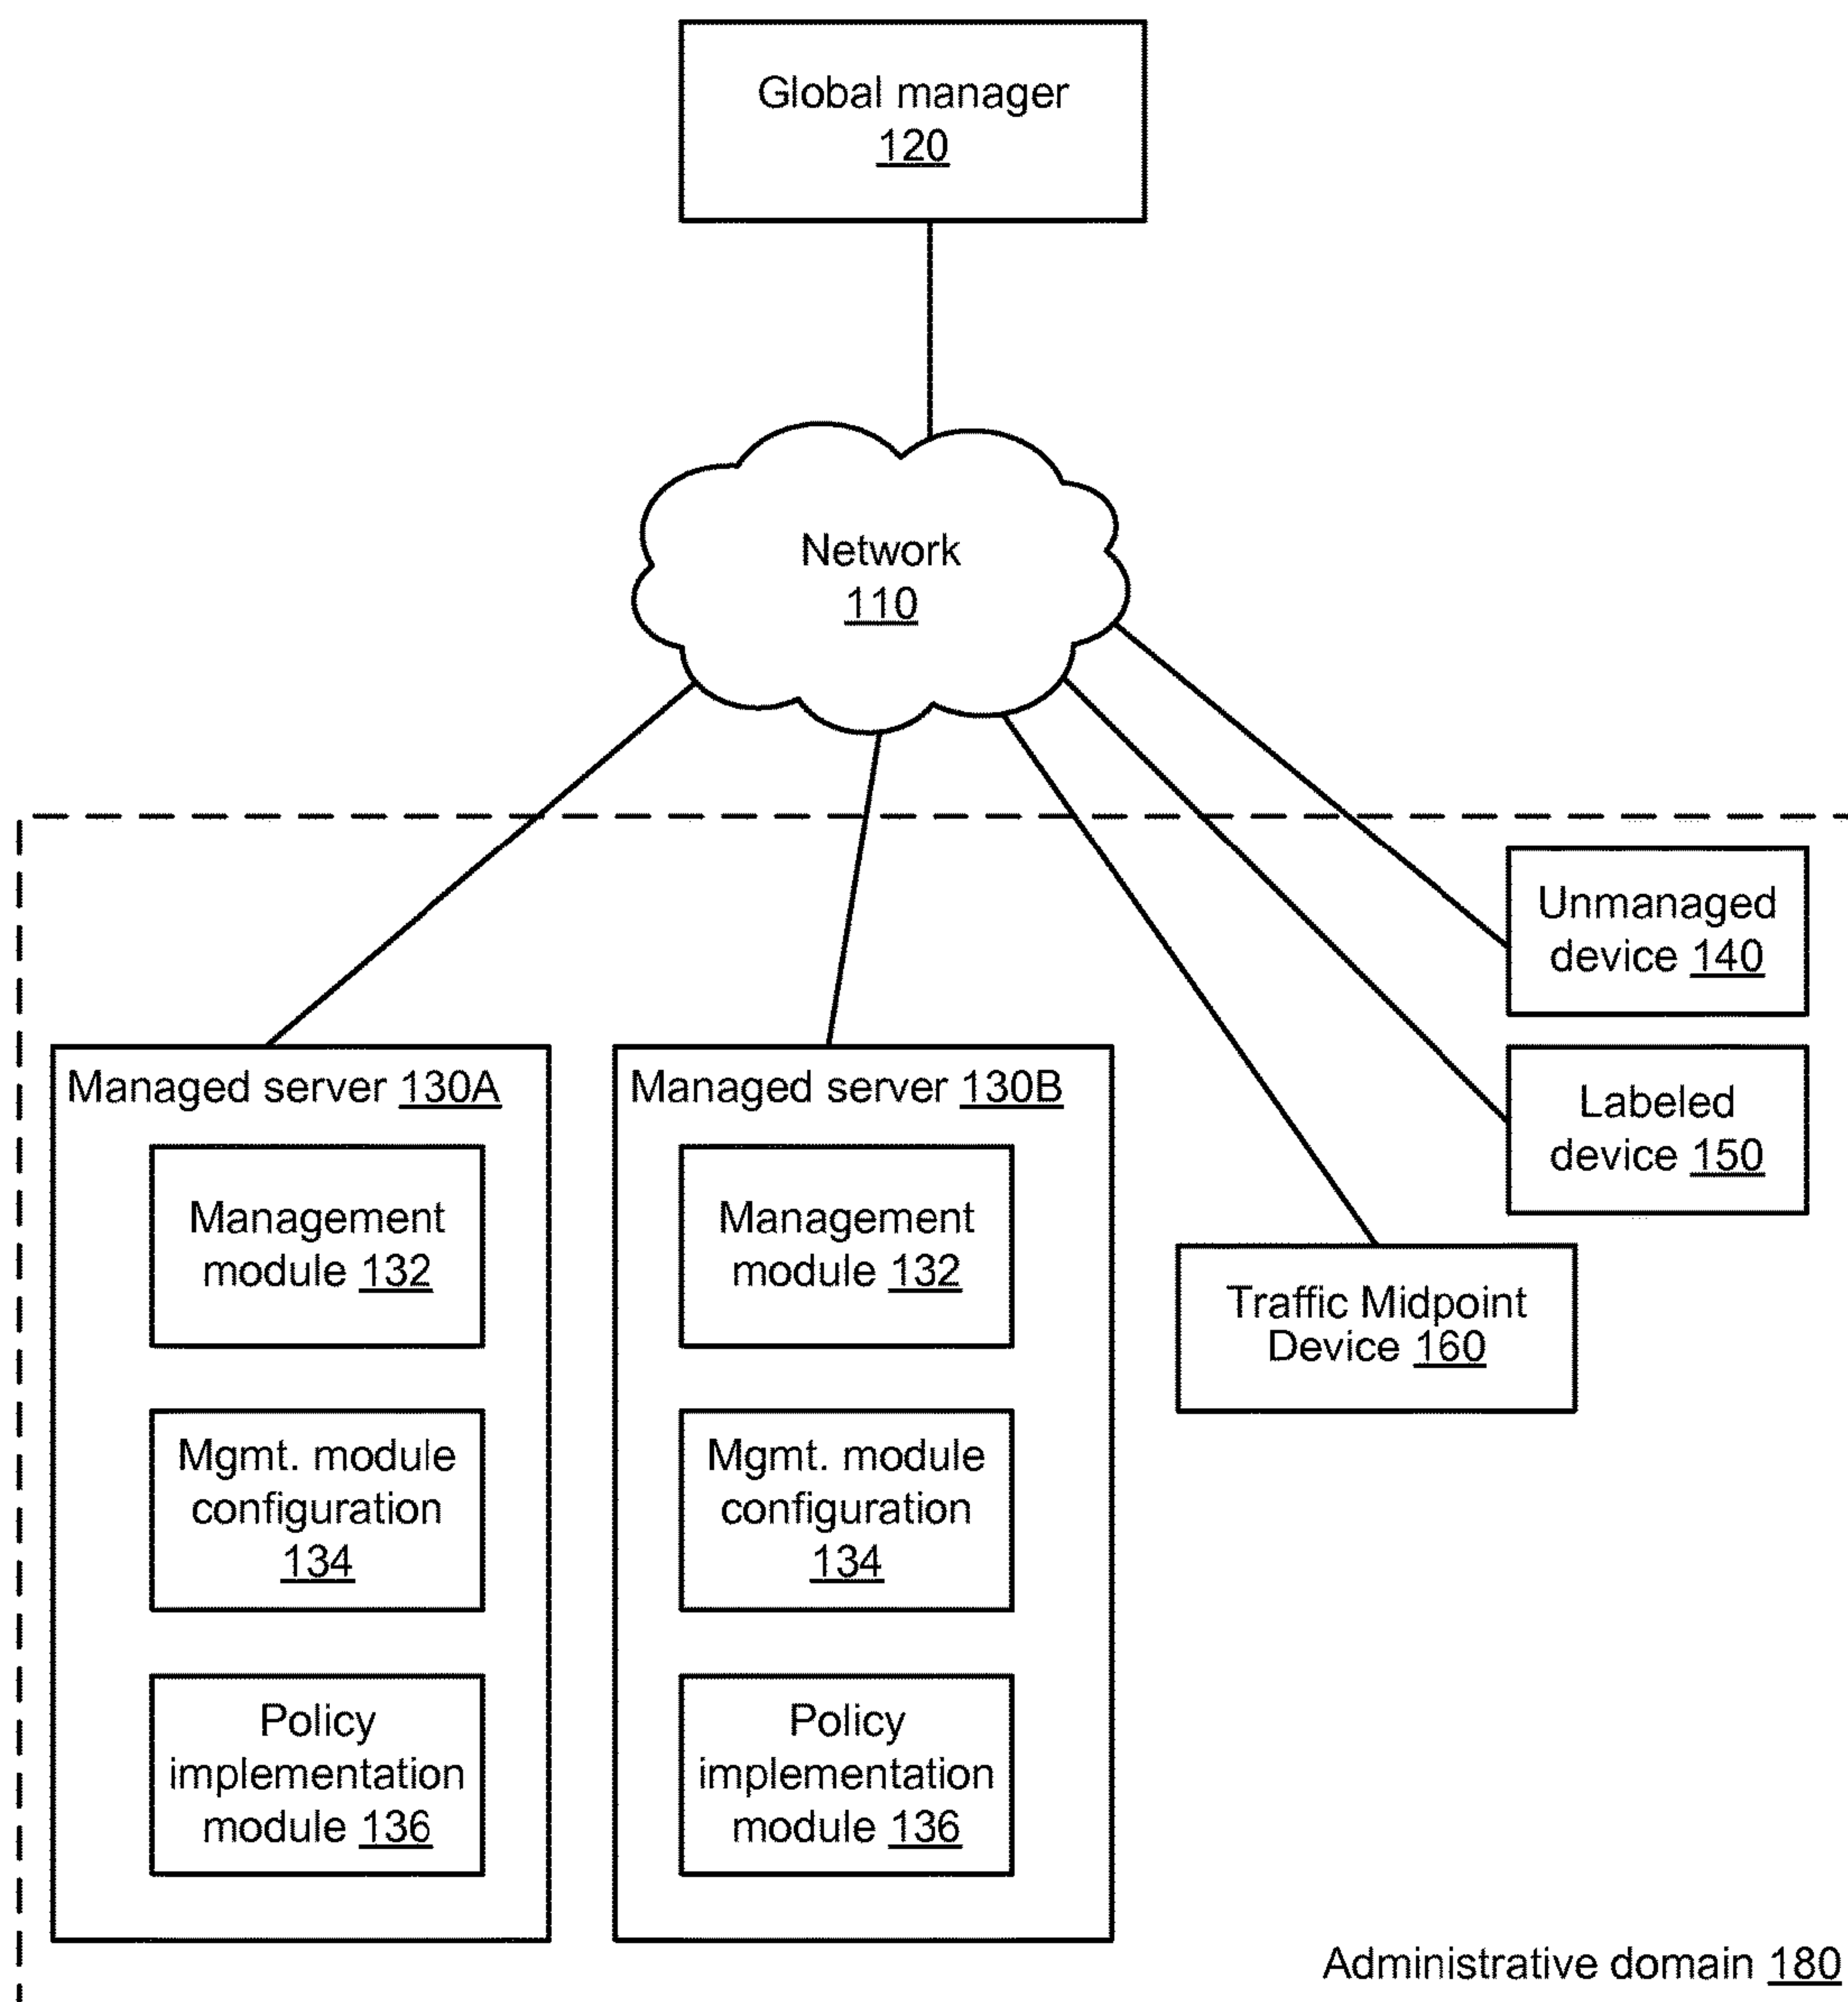 Global manager
120
Network
110
Unmanaged
device 140
Labeled
device 150
Traffic Midpoint
Device 160
Managed server 130A
Management
module 132
Mgmt. module
configuration
134
Policy
implementation
module 136
Managed server 130B
Management
module 132
Mgmt. module
configuration
134
Policy
implementation
module 136
Administrative domain 180